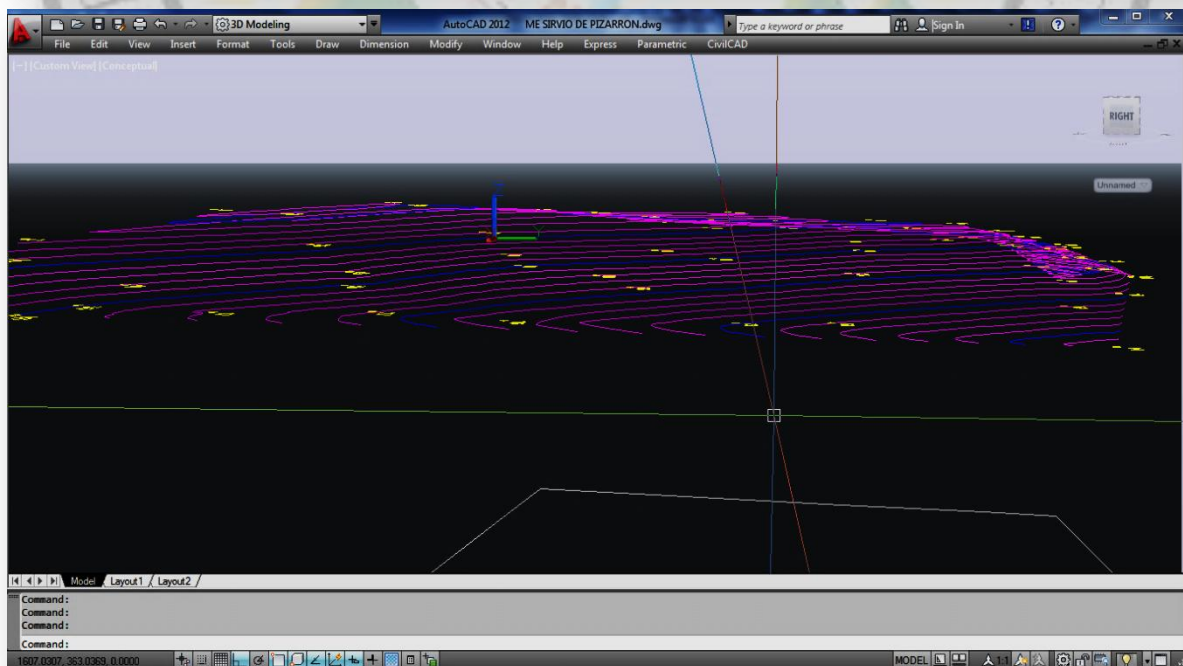 3D Modeling AutoCAD 2012 ME SIRVIO DE PIZARRON.dwg Type a keyword or phrase Sign In
File Edit View Insert Format Tools Draw Dimension Modify Window Help Express Parametric CivilCAD
[−] [Custom View] [Conceptual]
RIGHT
Unnamed
Z
Y
Model Layout1 Layout2
Command:
Command:
Command:
Command:
1607.0307, 363.0369, 0.0000 MODEL 1:1